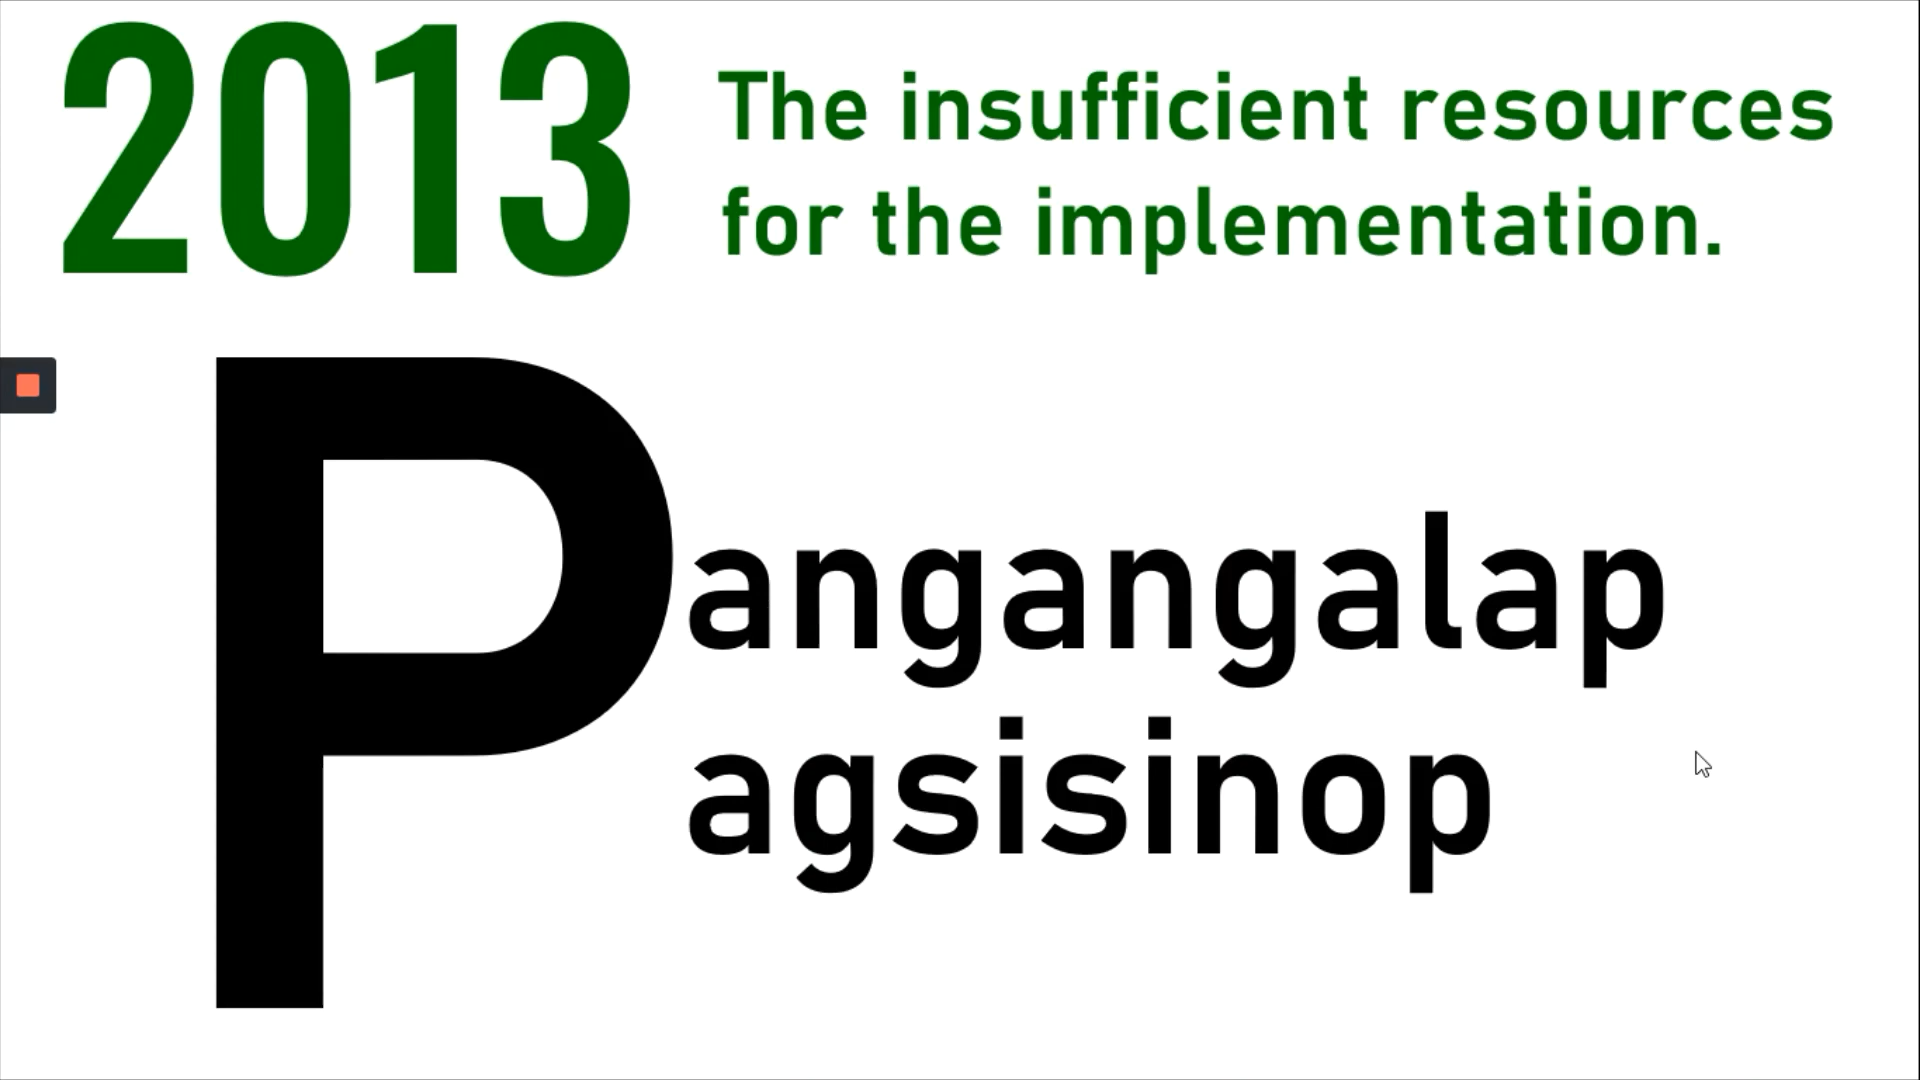 2013
The insufficient resources
for the implementation.
Pangangalap
agsisinop